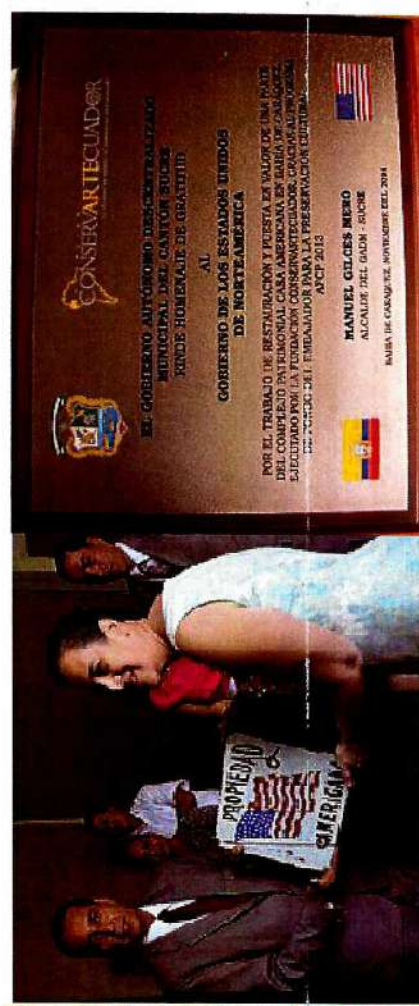 CONSERVARTECUADOR
EL GOBIERNO AUTÓNOMO DESCENTRALIZADO
MUNICIPAL DEL CANTÓN SUCRE
RINDE HOMENAJE DE GRATITUD
AL
GOBIERNO DE LOS ESTADOS UNIDOS
DE NORTEAMÉRICA
POR EL TRABAJO DE RESTAURACIÓN Y PUESTA EN VALOR DE UNA PARTE
DEL COMPLEJO PATRIMONIAL CASA AMERICANA EN BAHÍA DE CARÁQUEZ,
EJECUTADO POR LA FUNDACIÓN CONSERVARTECUADOR, GRACIAS AL PROGRAMA
DE FONDO DEL EMBAJADOR PARA LA PRESERVACIÓN CULTURAL
AFCP 2013
MANUEL GILCES MERO
ALCALDE DEL GADM - SUCRE
BAHÍA DE CARÁQUEZ, NOVIEMBRE DEL 2014
PROPIEDAD
AMERICANA